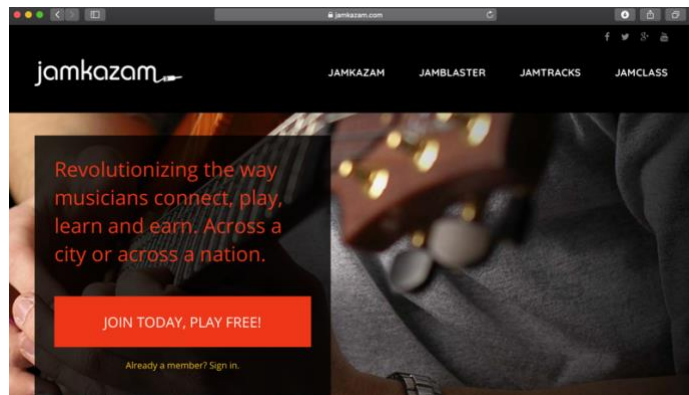 jamkazam.com
jamkazam
JAMKAZAM JAMBLASTER JAMTRACKS JAMCLASS
Revolutionizing the way
musicians connect, play,
learn and earn. Across a
city or across a nation.
JOIN TODAY, PLAY FREE!
Already a member? Sign in.